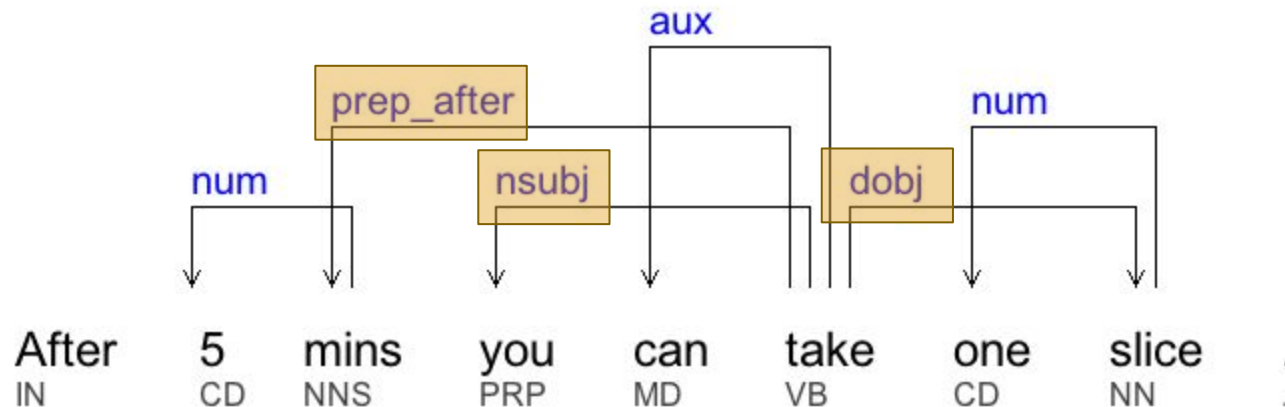 aux
prep_after num
num nsubj dobj
After 5 mins you can take one slice
IN CD NNS PRP MD VB CD NN